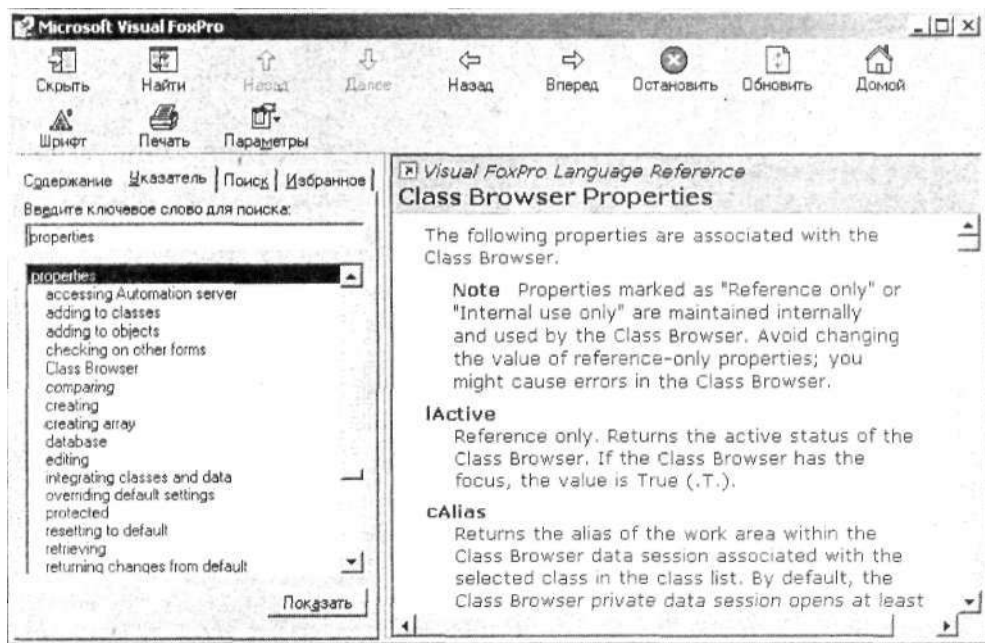 Microsoft Visual FoxPro
Скрыть Найти Назад Далее Назад Вперед Остановить Обновить Домой
Шрифт Печать Параметры
Содержание Указатель Поиск Избранное
Введите ключевое слово для поиска:
properties
properties
accessing Automation server
adding to classes
adding to objects
checking on other forms
Class Browser
comparing
creating
creating array
database
editing
integrating classes and data
overriding default settings
protected
resetting to default
retrieving
returning changes from default
Показать
Visual FoxPro Language Reference
Class Browser Properties
The following properties are associated with the
Class Browser.
Note Properties marked as "Reference only" or
"Internal use only" are maintained internally
and used by the Class Browser. Avoid changing
the value of reference-only properties; you
might cause errors in the Class Browser.
lActive
Reference only. Returns the active status of the
Class Browser. If the Class Browser has the
focus, the value is True (.T.).
cAlias
Returns the alias of the work area within the
Class Browser data session associated with the
selected class in the class list. By default, the
Class Browser private data session opens at least